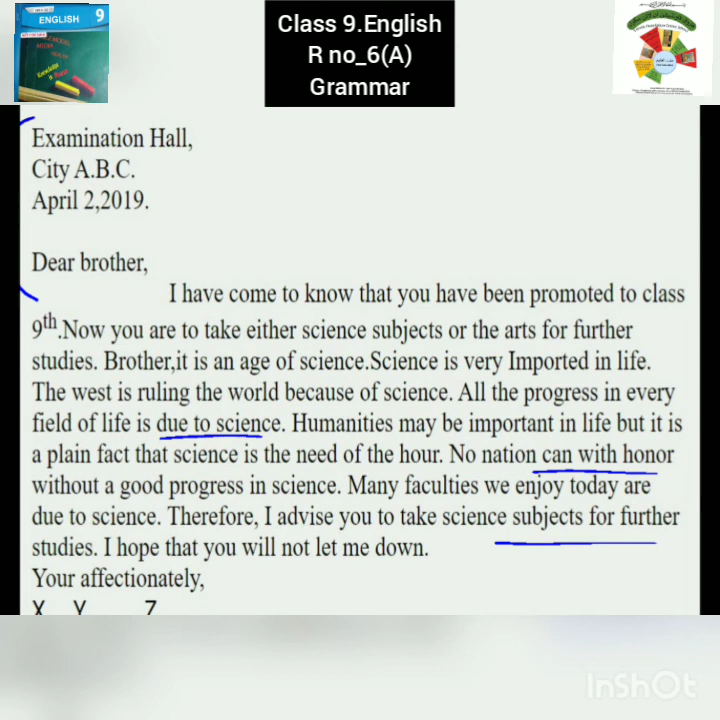 ENGLISH 9
Class 9.English
R no_6(A)
Grammar
Examination Hall,
City A.B.C.
April 2,2019.
Dear brother,
I have come to know that you have been promoted to class
9th.Now you are to take either science subjects or the arts for further
studies. Brother,it is an age of science.Science is very Imported in life.
The west is ruling the world because of science. All the progress in every
field of life is due to science. Humanities may be important in life but it is
a plain fact that science is the need of the hour. No nation can with honor
without a good progress in science. Many faculties we enjoy today are
due to science. Therefore, I advise you to take science subjects for further
studies. I hope that you will not let me down.
Your affectionately,
X Y Z
InShOt